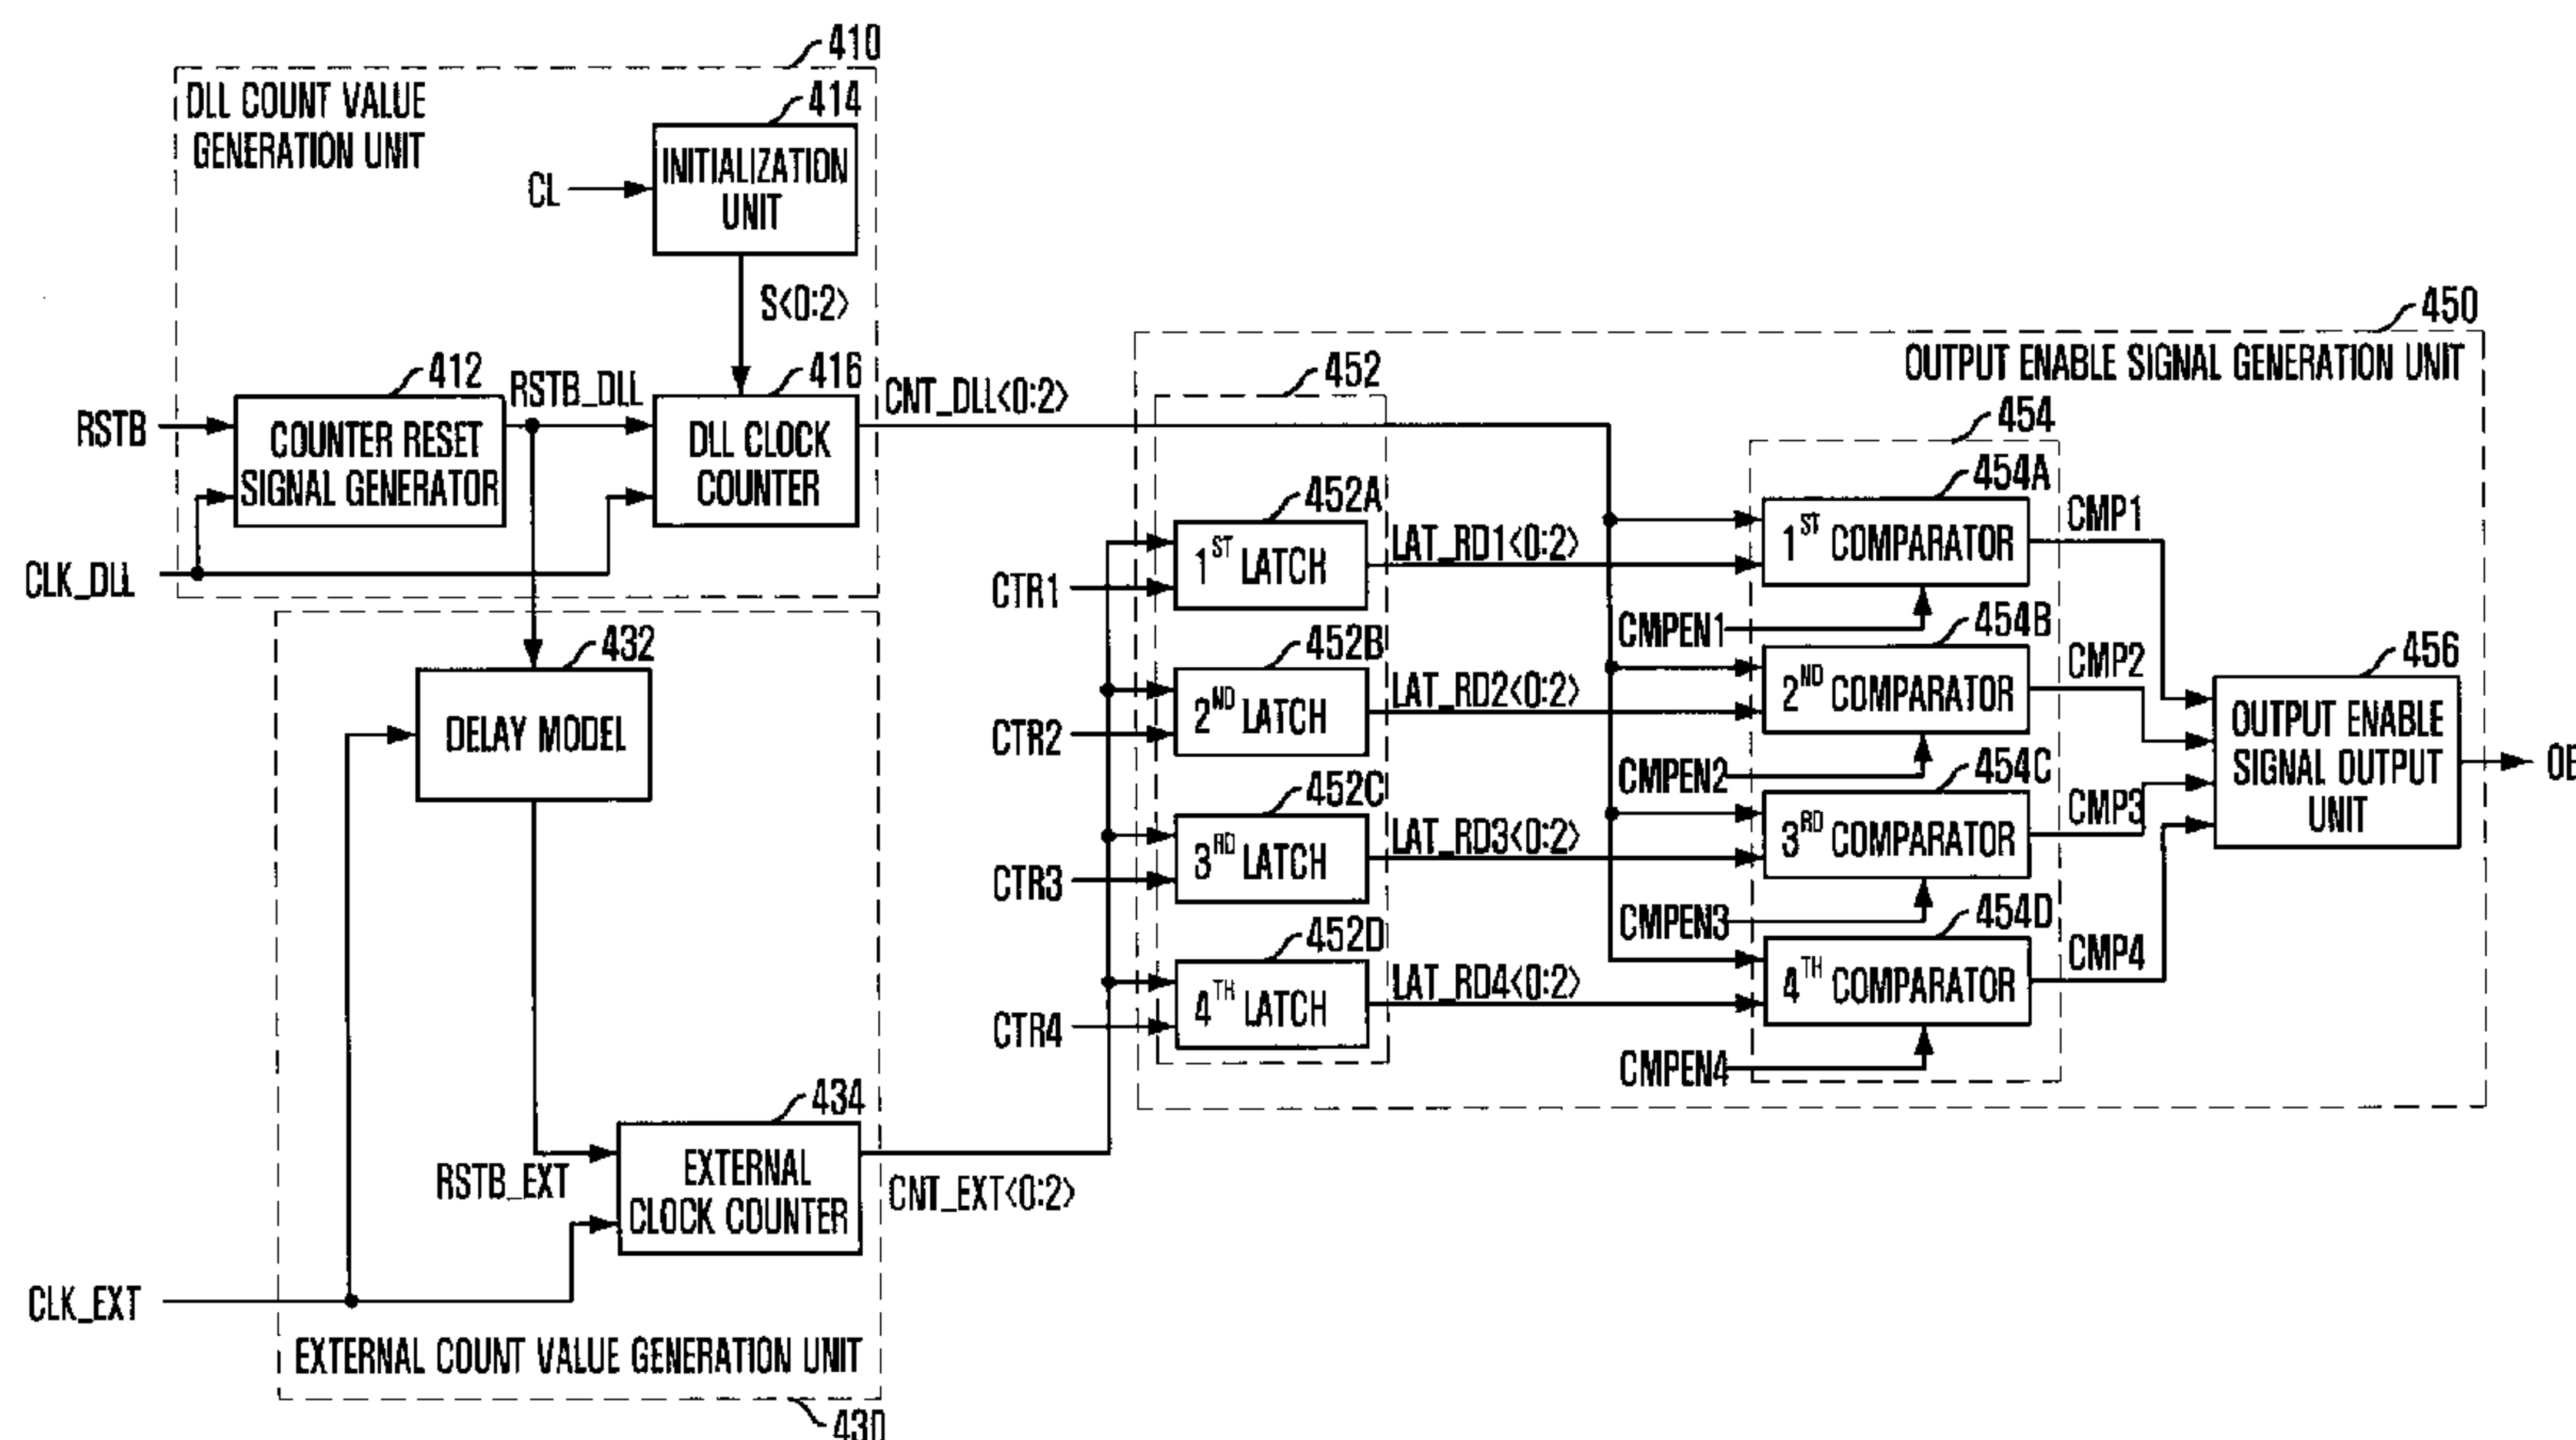 410
DLL COUNT VALUE
GENERATION UNIT
414
INITIALIZATION
UNIT
CL
S<0:2>
450
OUTPUT ENABLE SIGNAL GENERATION UNIT
412
RSTB_DLL
416
CNT_DLL<0:2>
452
RSTB
COUNTER RESET
SIGNAL GENERATOR
DLL CLOCK
COUNTER
454
CLK_DLL
452A
1ST LATCH
LAT_RD1<0:2>
CTR1
454A
1ST COMPARATOR
CMP1
CMPEN1
432
DELAY MODEL
452B
2ND LATCH
LAT_RD2<0:2>
CTR2
454B
2ND COMPARATOR
CMP2
CMPEN2
456
OUTPUT ENABLE
SIGNAL OUTPUT
UNIT
452C
3RD LATCH
LAT_RD3<0:2>
CTR3
454C
3RD COMPARATOR
CMP3
CMPEN3
452D
4TH LATCH
LAT_RD4<0:2>
CTR4
454D
4TH COMPARATOR
CMP4
CMPEN4
434
EXTERNAL
CLOCK COUNTER
RSTB_EXT
CNT_EXT<0:2>
CLK_EXT
EXTERNAL COUNT VALUE GENERATION UNIT
430